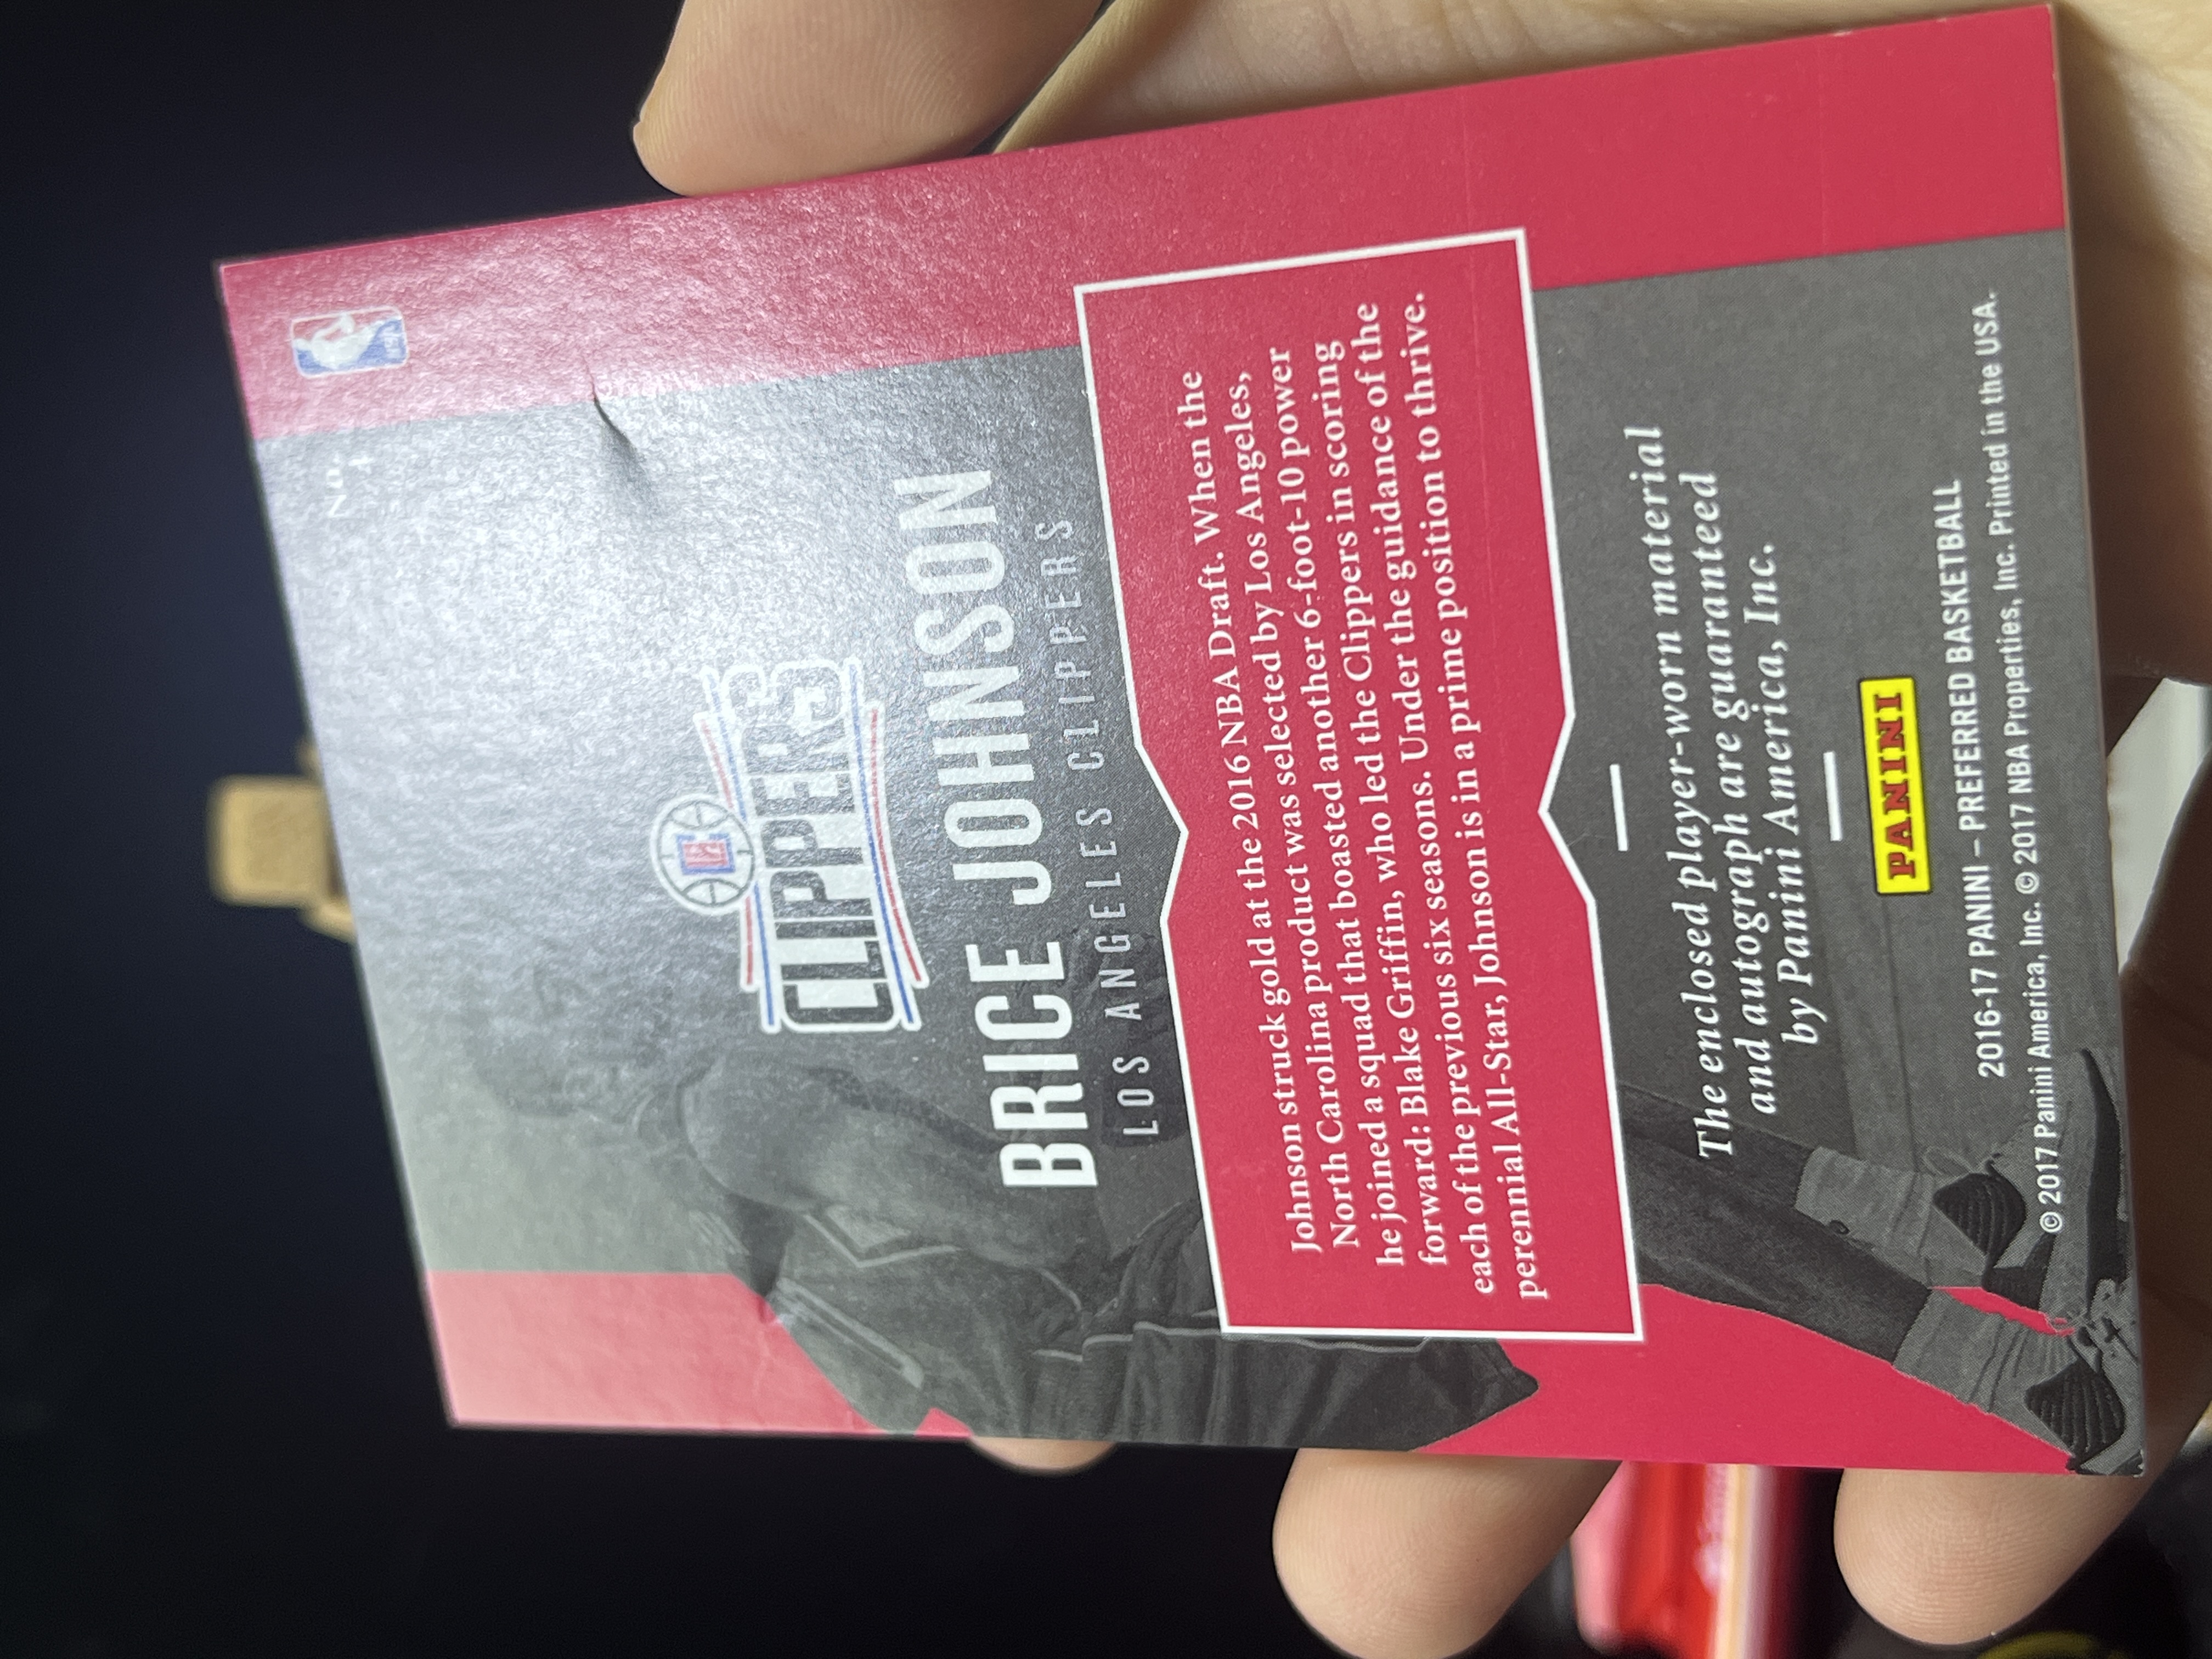 No.
CLIPPERS
BRICE JOHNSON
LOS ANGELES CLIPPERS
Johnson struck gold at the 2016 NBA Draft. When the
North Carolina product was selected by Los Angeles,
he joined a squad that boasted another 6-foot-10 power
forward: Blake Griffin, who led the Clippers in scoring
each of the previous six seasons. Under the guidance of the
perennial All-Star, Johnson is in a prime position to thrive.
The enclosed player-worn material
and autograph are guaranteed
by Panini America, Inc.
PANINI
2016-17 PANINI – PREFERRED BASKETBALL
© 2017 Panini America, Inc. © 2017 NBA Properties, Inc. Printed in the USA.